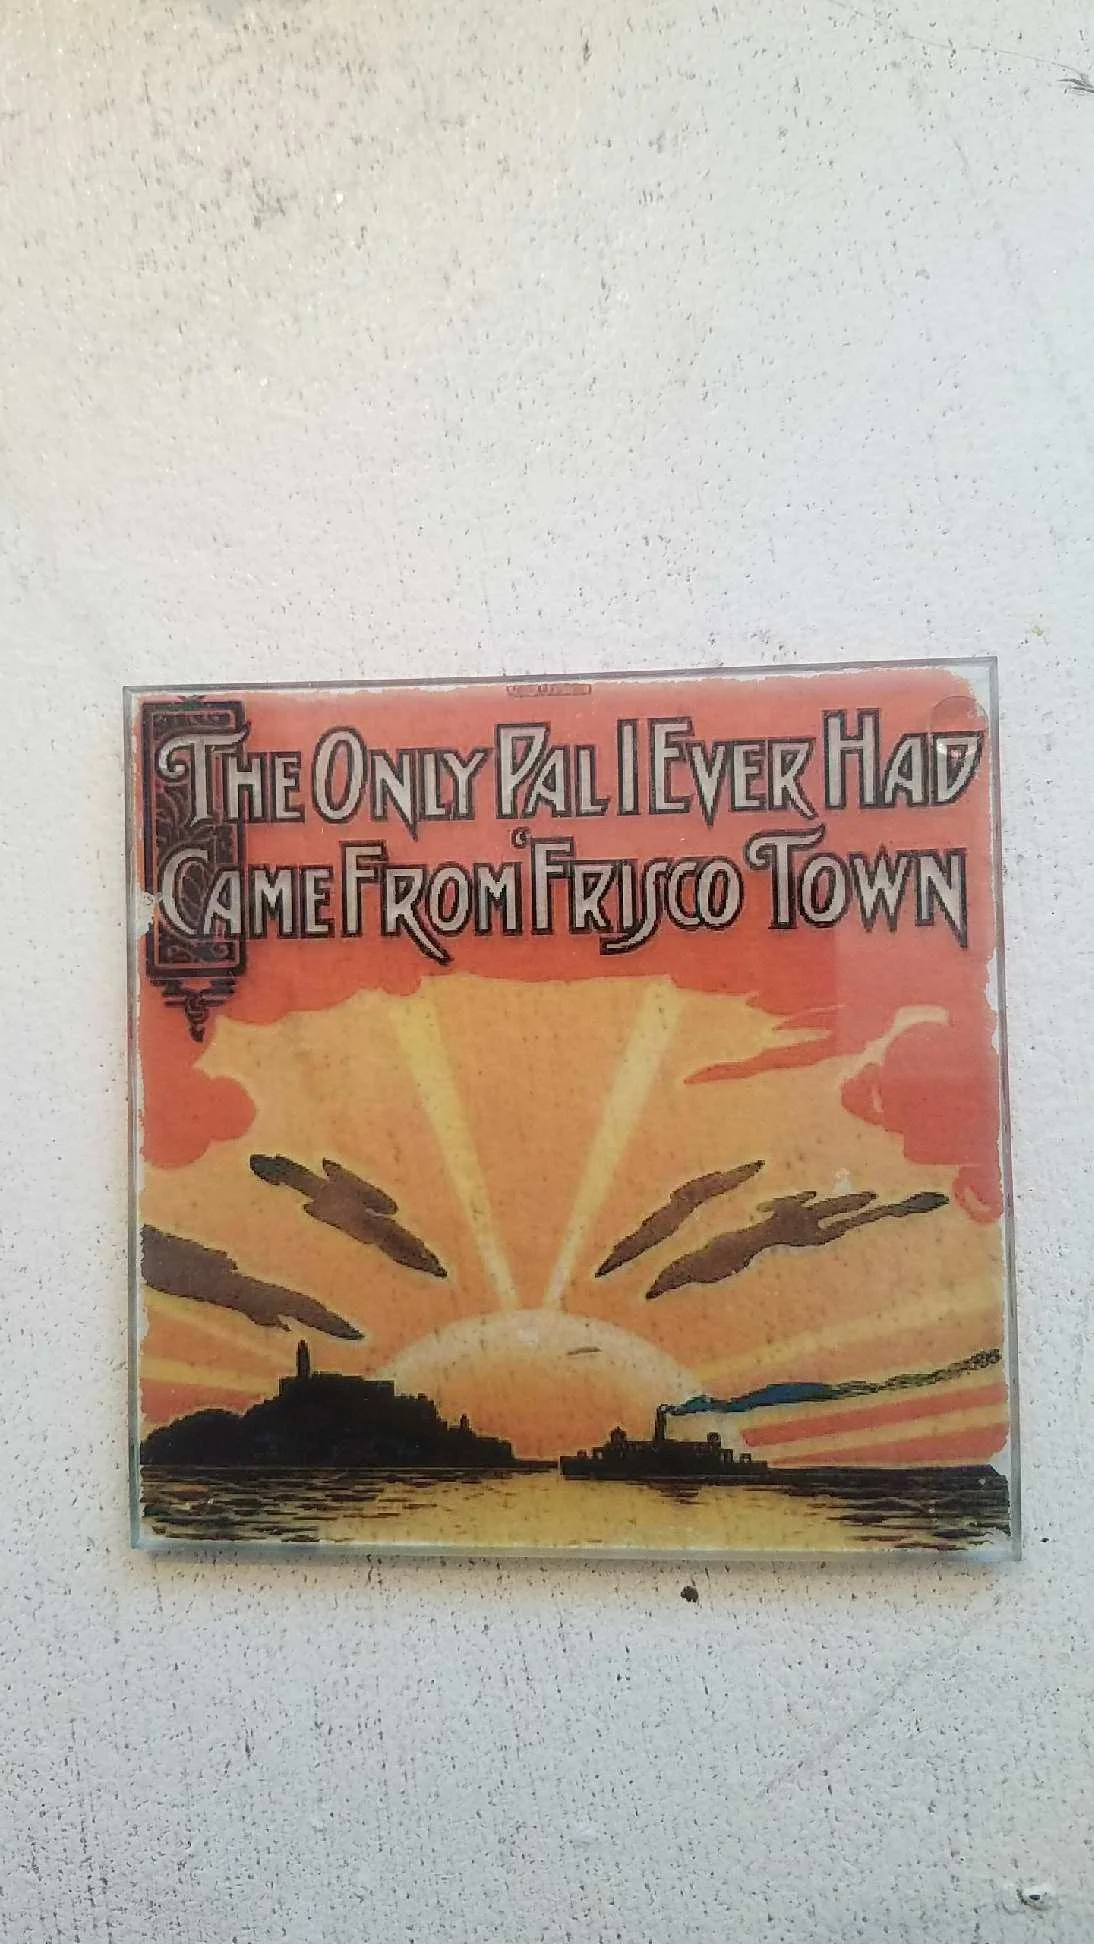 THE ONLY PAL I EVER HAD
CAME FROM 'FRISCO TOWN